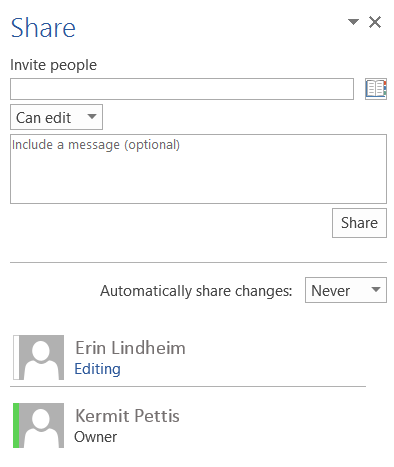 Share
Invite people
Can edit
Include a message (optional)
Share
Automatically share changes: Never
Erin Lindheim
Editing
Kermit Pettis
Owner